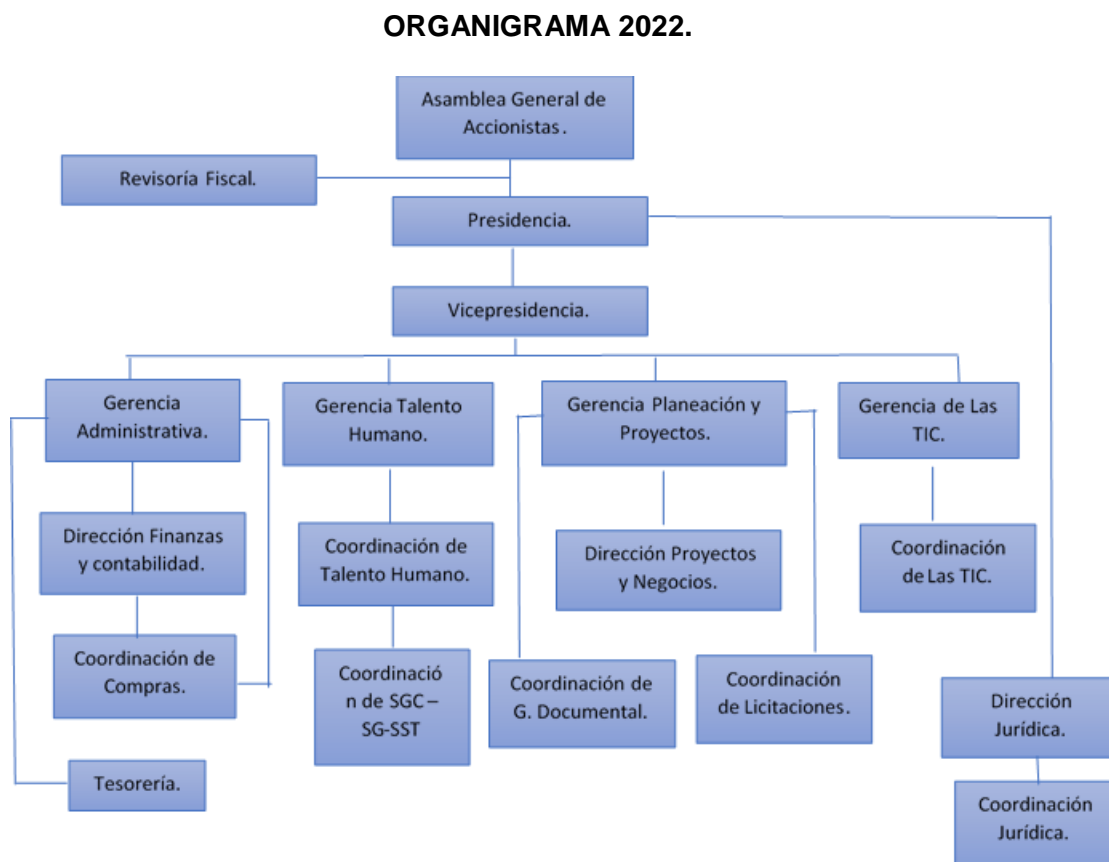 ORGANIGRAMA 2022.
Asamblea General de
Accionistas.
Revisoría Fiscal.
Presidencia.
Vicepresidencia.
Gerencia
Administrativa.
Gerencia Talento
Humano.
Gerencia Planeación y
Proyectos.
Gerencia de Las
TIC.
Dirección Finanzas
y contabilidad.
Coordinación de
Talento Humano.
Dirección Proyectos
y Negocios.
Coordinación
de Las TIC.
Coordinación de
Compras.
Coordinació
n de SGC –
SG-SST
Coordinación de
G. Documental.
Coordinación
de Licitaciones.
Dirección
Jurídica.
Tesorería.
Coordinación
Jurídica.